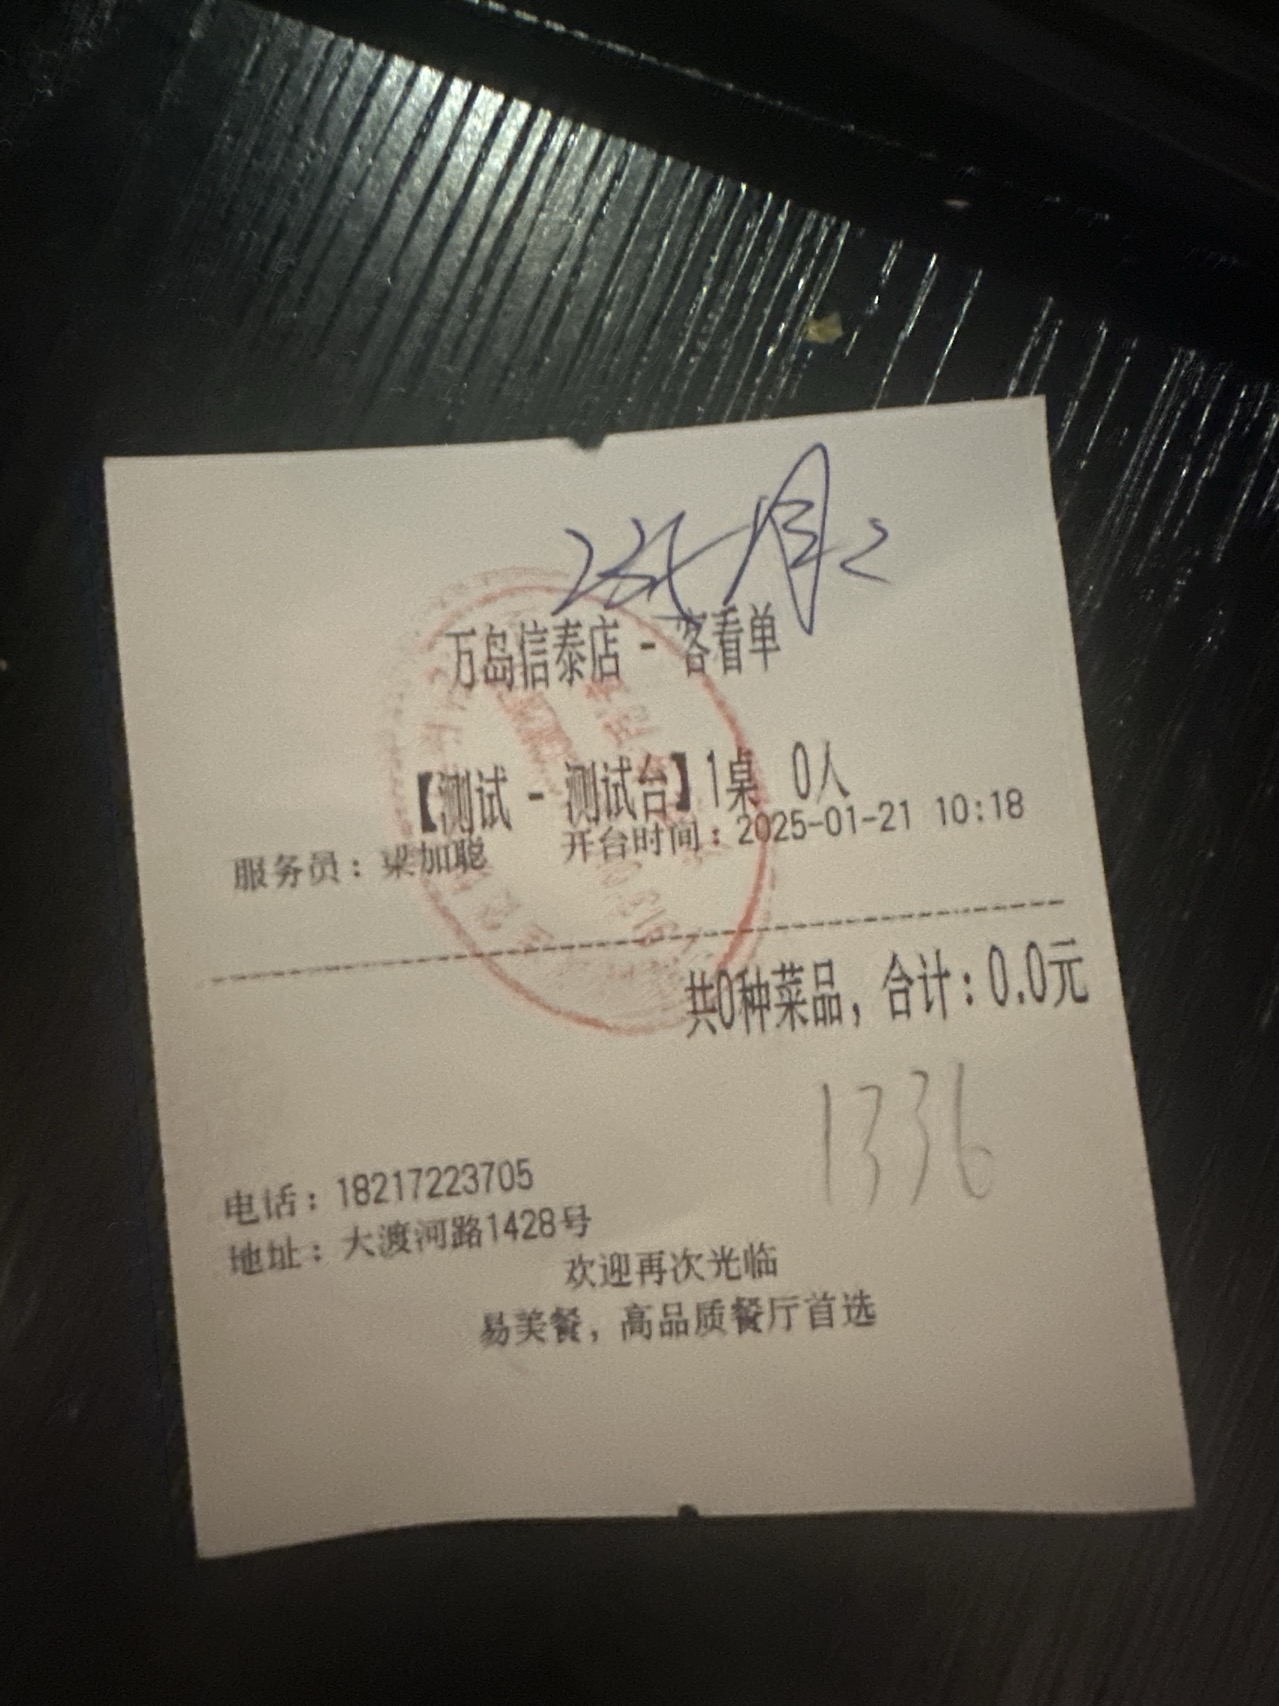 万岛信泰店 - 客看单
【测试 - 测试台】1桌 0人
服务员：梁加聪 开台时间：2025-01-21 10:18
共0种菜品，合计：0.0元
1336
电话：18217223705
地址：大渡河路1428号
欢迎再次光临
易美餐，高品质餐厅首选